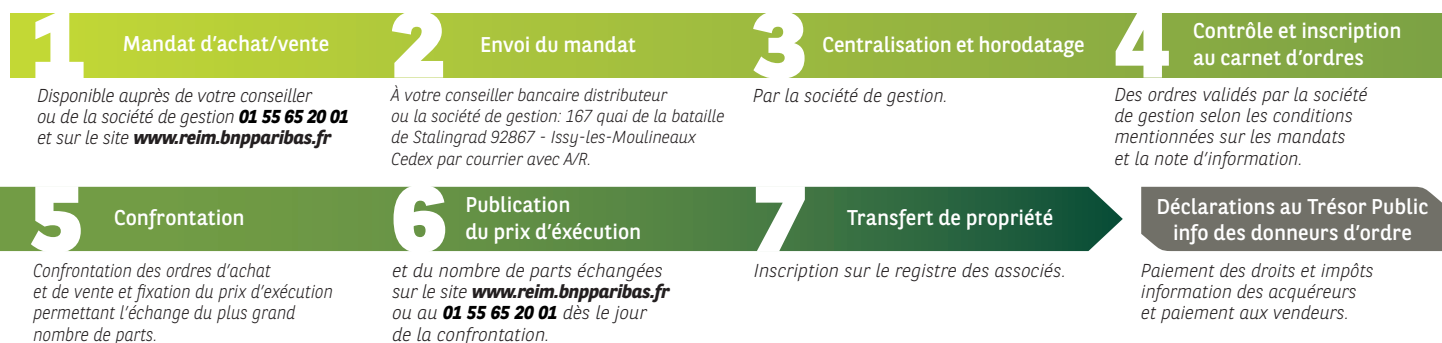 1 Mandat d'achat/vente
Disponible auprès de votre conseiller
ou de la société de gestion 01 55 65 20 01
et sur le site www.reim.bnpparibas.fr
2 Envoi du mandat
À votre conseiller bancaire distributeur
ou la société de gestion: 167 quai de la bataille
de Stalingrad 92867 - Issy-les-Moulineaux
Cedex par courrier avec A/R.
3 Centralisation et horodatage
Par la société de gestion.
4 Contrôle et inscription
au carnet d'ordres
Des ordres validés par la société
de gestion selon les conditions
mentionnées sur les mandats
et la note d'information.
5 Confrontation
Confrontation des ordres d'achat
et de vente et fixation du prix d'exécution
permettant l'échange du plus grand
nombre de parts.
6 Publication
du prix d'éxécution
et du nombre de parts échangées
sur le site www.reim.bnpparibas.fr
ou au 01 55 65 20 01 dès le jour
de la confrontation.
7 Transfert de propriété
Inscription sur le registre des associés.
Déclarations au Trésor Public
info des donneurs d'ordre
Paiement des droits et impôts
information des acquéreurs
et paiement aux vendeurs.